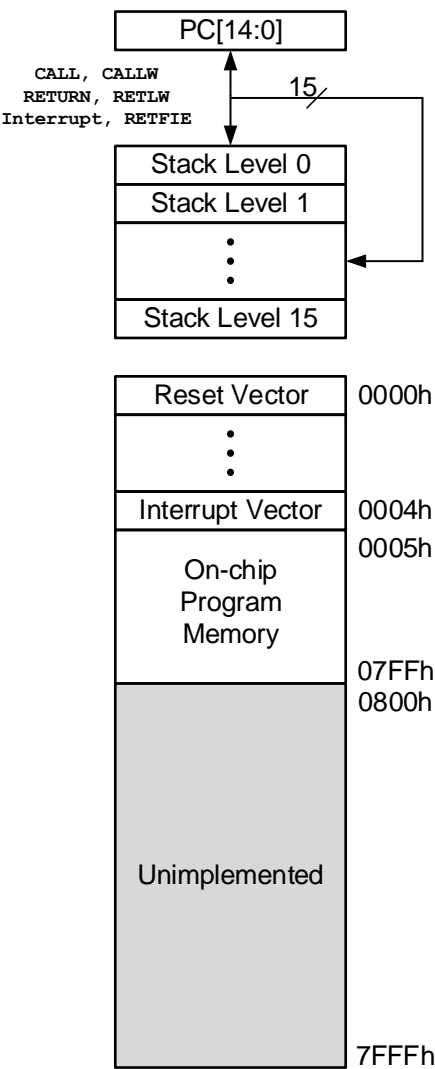 PC[14:0]
CALL, CALLW
RETURN, RETLW
Interrupt, RETFIE
15
Stack Level 0
Stack Level 1
Stack Level 15
Reset Vector 0000h
Interrupt Vector 0004h
0005h
On-chip
Program
Memory
07FFh
0800h
Unimplemented
7FFFh